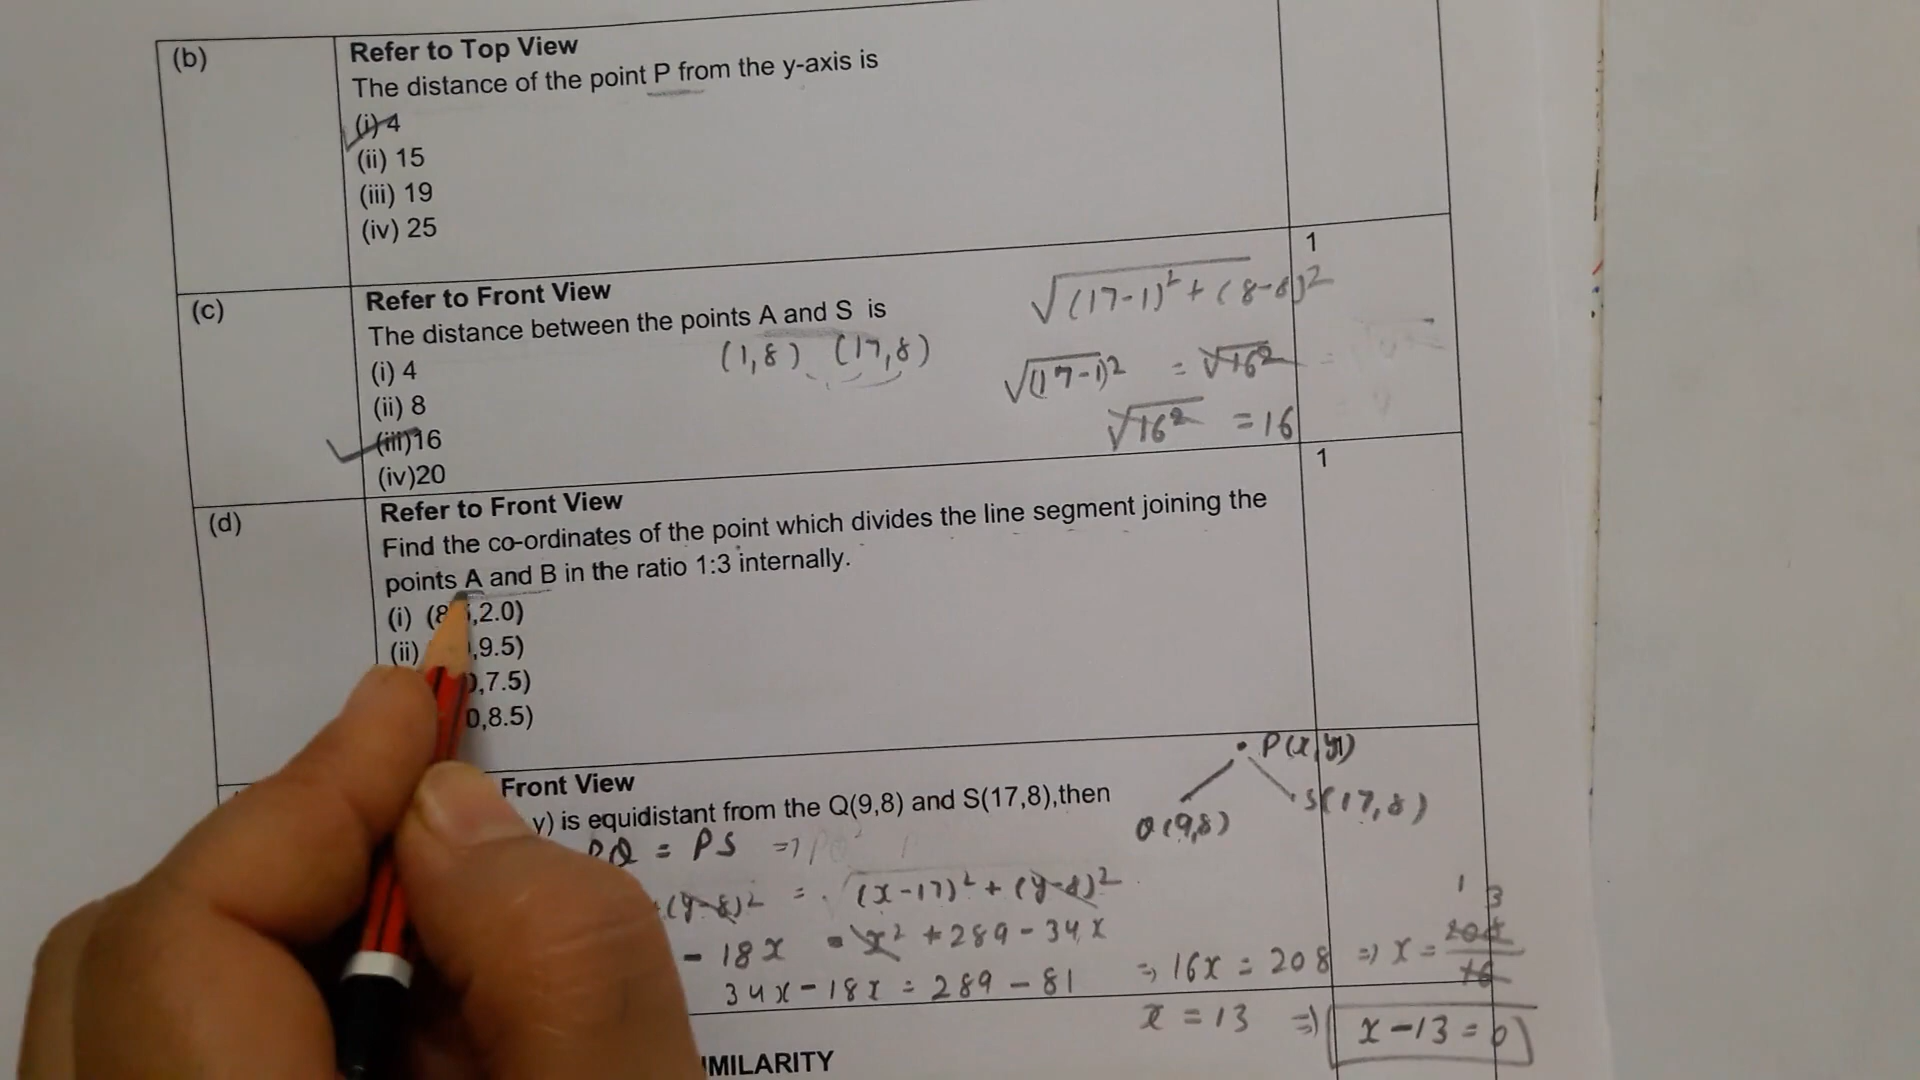 (b)
Refer to Top View
The distance of the point P from the y-axis is
(i) 4
(ii) 15
(iii) 19
(iv) 25
1
(c)
Refer to Front View
The distance between the points A and S is
(1,8) (17,8)
√(17-1)²+(8-8)²
√(17-1)² = √16²
√16² = 16
(i) 4
(ii) 8
(iii)16
(iv)20
1
(d)
Refer to Front View
Find the co-ordinates of the point which divides the line segment joining the
points A and B in the ratio 1:3 internally.
(i) (8 ,2.0)
(ii) ,9.5)
,7.5)
0,8.5)
Front View
y) is equidistant from the Q(9,8) and S(17,8),then
P(x,y)
Q(9,8)
S(17,8)
PQ = PS =>
+(y-8)² = (x-17)²+(y-8)²
- 18x = x² +289-34x
34x-18x = 289-81
=> 16x = 208 => x =
16
1 3
x = 13 => x-13=0
IMILARITY